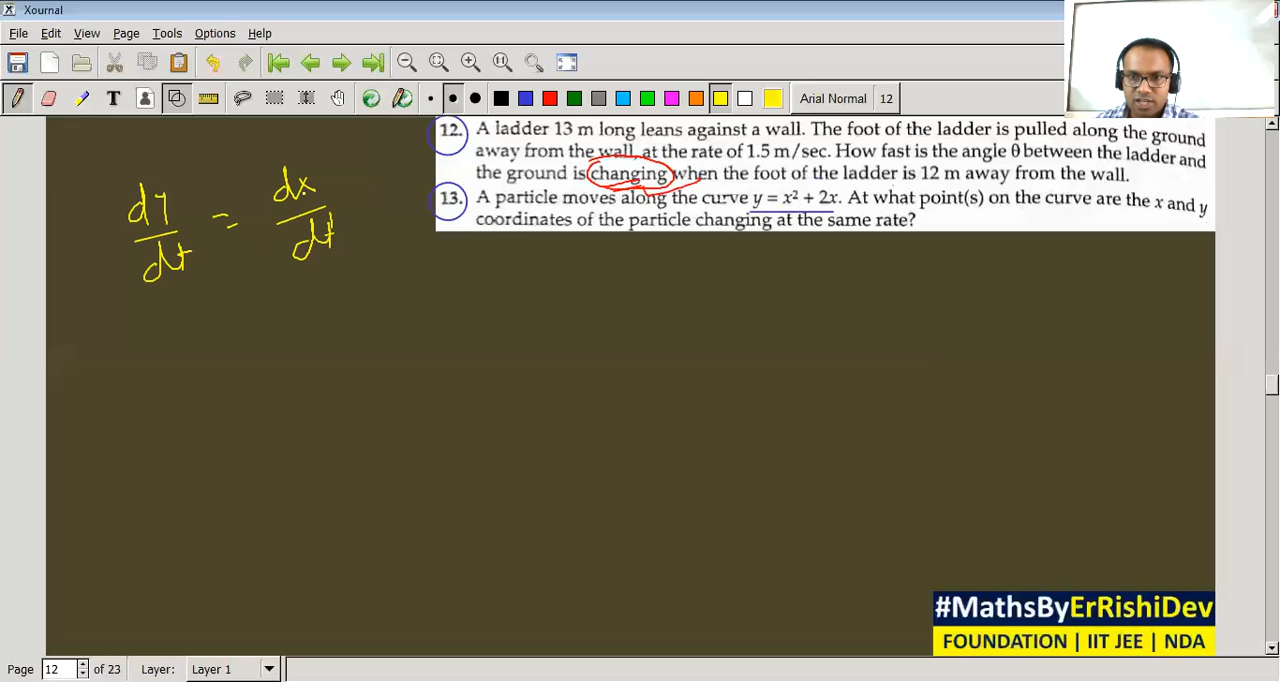 Xournal
File Edit View Page Tools Options Help
Arial Normal 12
12. A ladder 13 m long leans against a wall. The foot of the ladder is pulled along the ground
away from the wall, at the rate of 1.5 m/sec. How fast is the angle θ between the ladder and
the ground is changing when the foot of the ladder is 12 m away from the wall.
13. A particle moves along the curve y = x² + 2x. At what point(s) on the curve are the x and y
coordinates of the particle changing at the same rate?
dy/dt = dx/dt
#MathsByErRishiDev
FOUNDATION | IIT JEE | NDA
Page 12 of 23 Layer: Layer 1